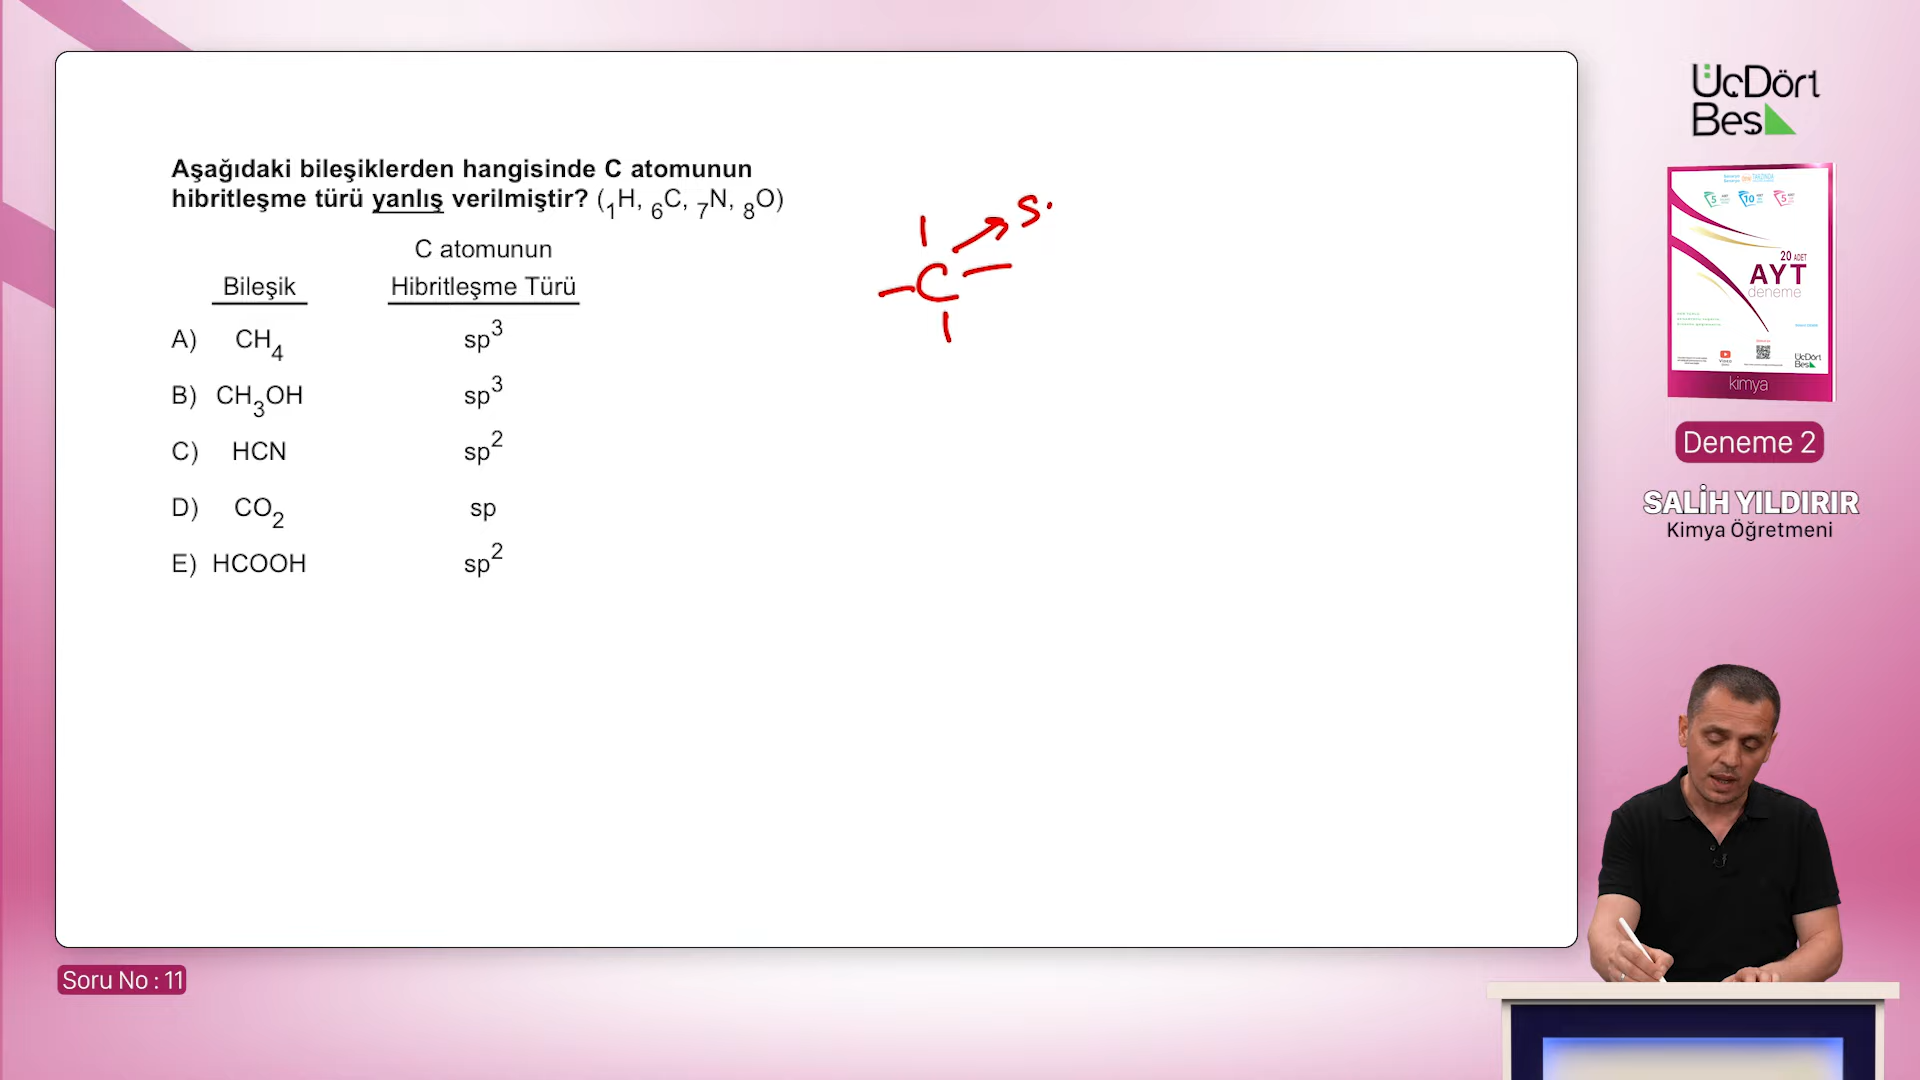 Aşağıdaki bileşiklerden hangisinde C atomunun
hibritleşme türü yanlış verilmiştir? (₁H, ₆C, ₇N, ₈O)
C atomunun
Bileşik Hibritleşme Türü
A) CH₄ sp³
B) CH₃OH sp³
C) HCN sp²
D) CO₂ sp
E) HCOOH sp²
C
s
ÜçDört
Beş
20 ADET
AYT
deneme
ÜçDört
Beş
kimya
Deneme 2
SALİH YILDIRIR
Kimya Öğretmeni
Soru No : 11